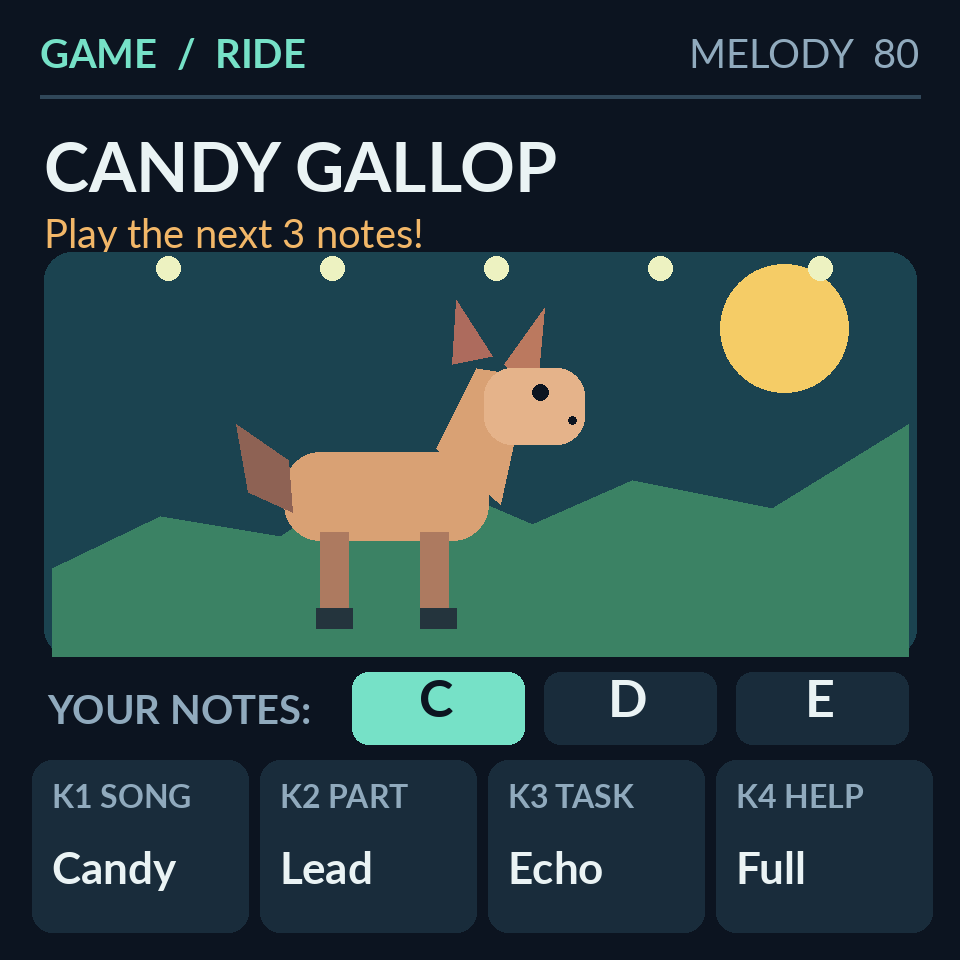 GAME / RIDE MELODY 80
CANDY GALLOP
Play the next 3 notes!
YOUR NOTES: C D E
K1 SONG K2 PART K3 TASK K4 HELP
Candy Lead Echo Full